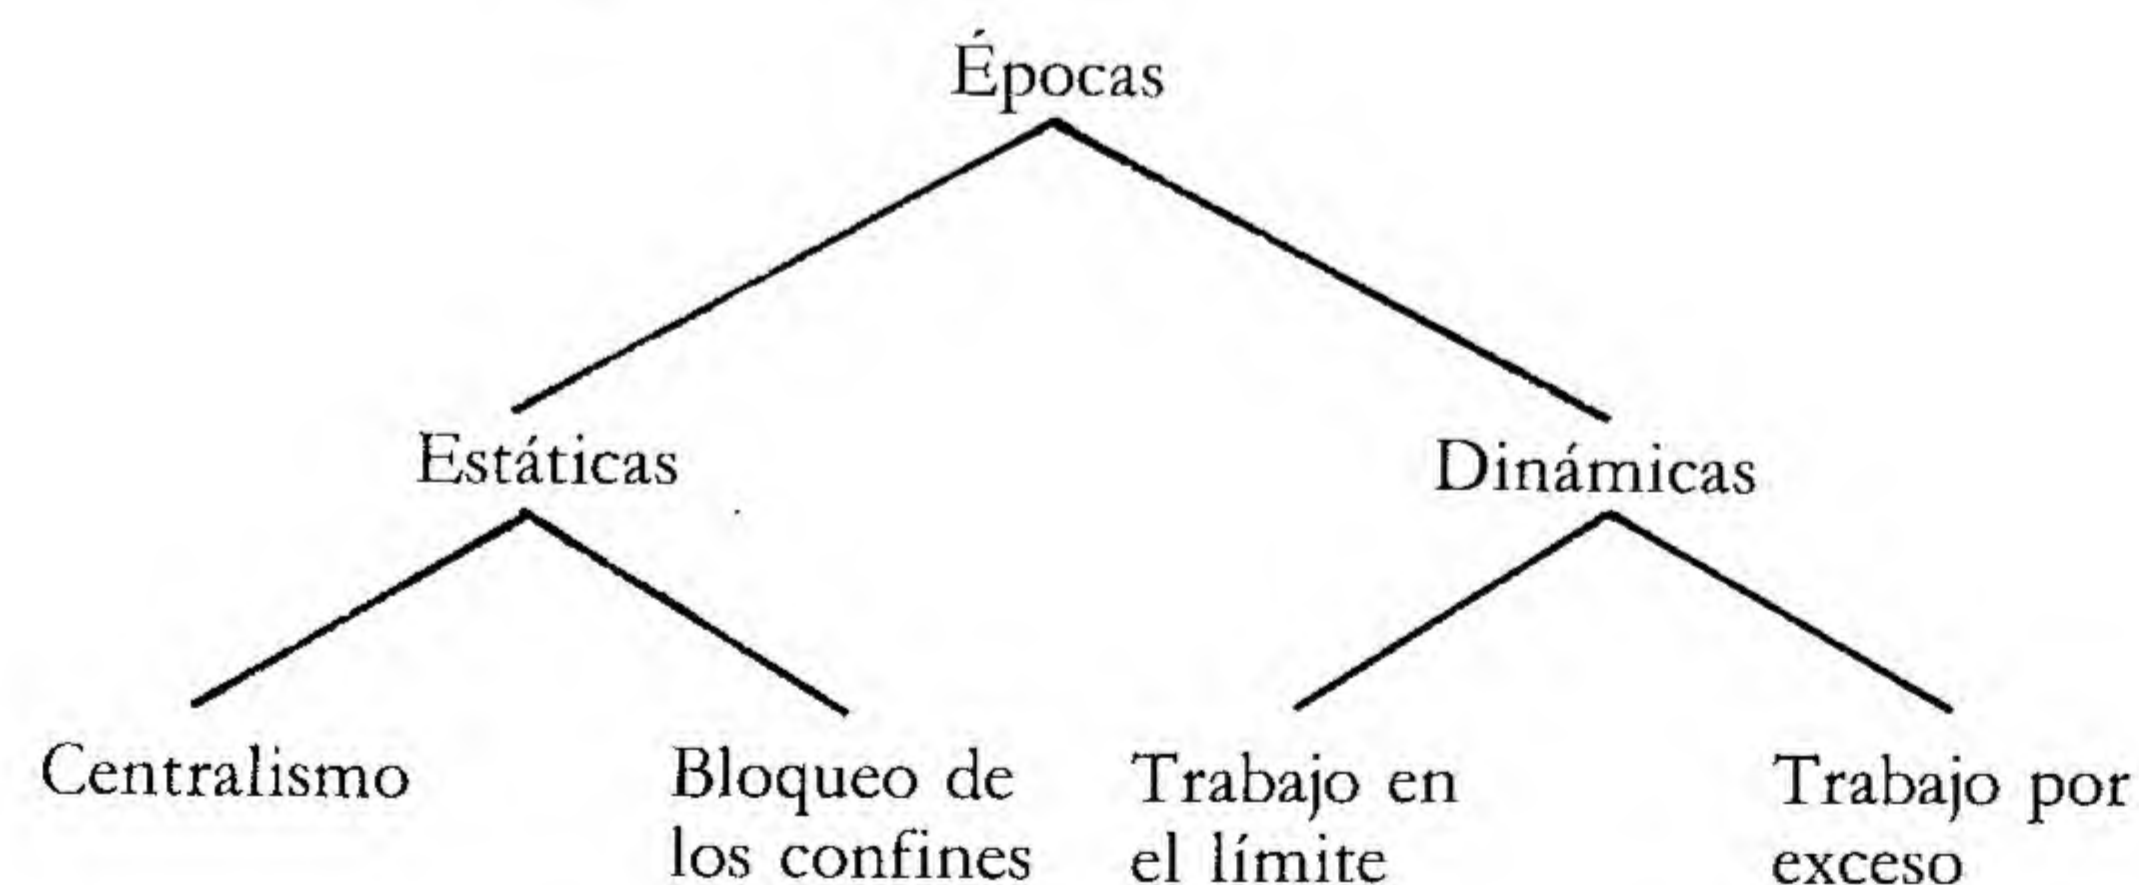 Épocas
Estáticas
Dinámicas
Centralismo
Bloqueo de
los confines
Trabajo en
el límite
Trabajo por
exceso